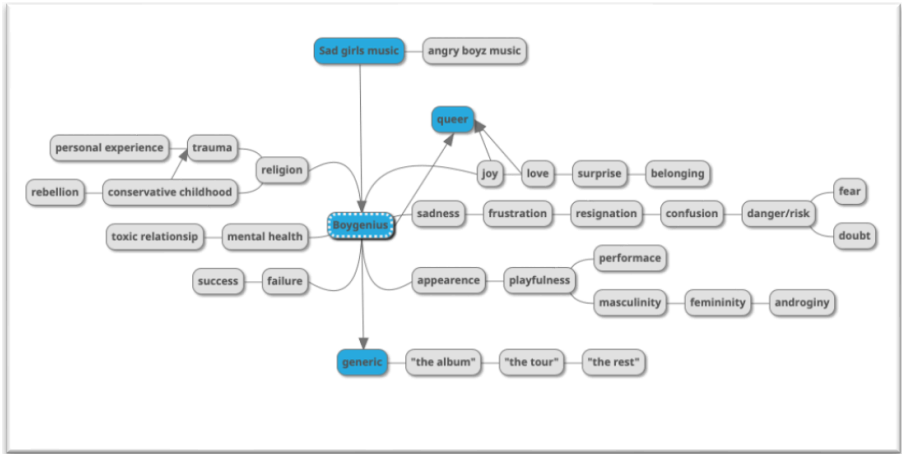 Sad girls music
angry boyz music
queer
personal experience
trauma
religion
joy
love
surprise
belonging
rebellion
conservative childhood
fear
Boygenius
sadness
frustration
resignation
confusion
danger/risk
toxic relationsip
mental health
doubt
performace
success
failure
appearence
playfulness
masculinity
femininity
androginy
generic
"the album"
"the tour"
"the rest"